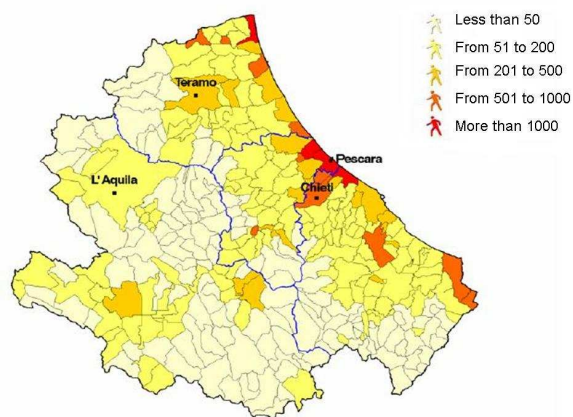 Less than 50
From 51 to 200
From 201 to 500
From 501 to 1000
More than 1000
Teramo
Pescara
L'Aquila
Chieti